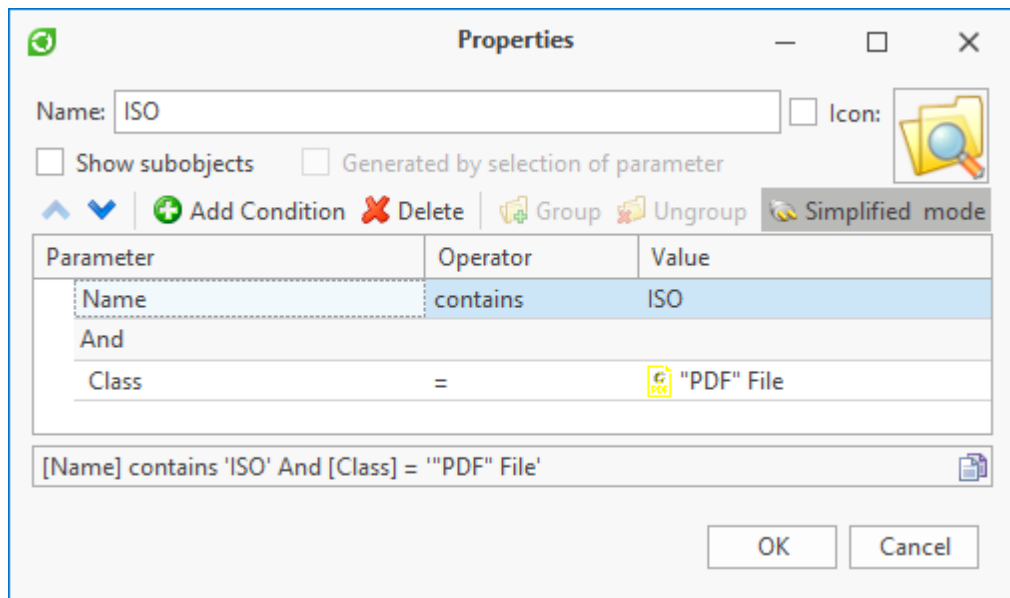 Properties
Name: ISO Icon:
Show subobjects Generated by selection of parameter
Add Condition Delete Group Ungroup Simplified mode
Parameter Operator Value
Name contains ISO
And
Class = "PDF" File
[Name] contains 'ISO' And [Class] = '"PDF" File'
OK Cancel